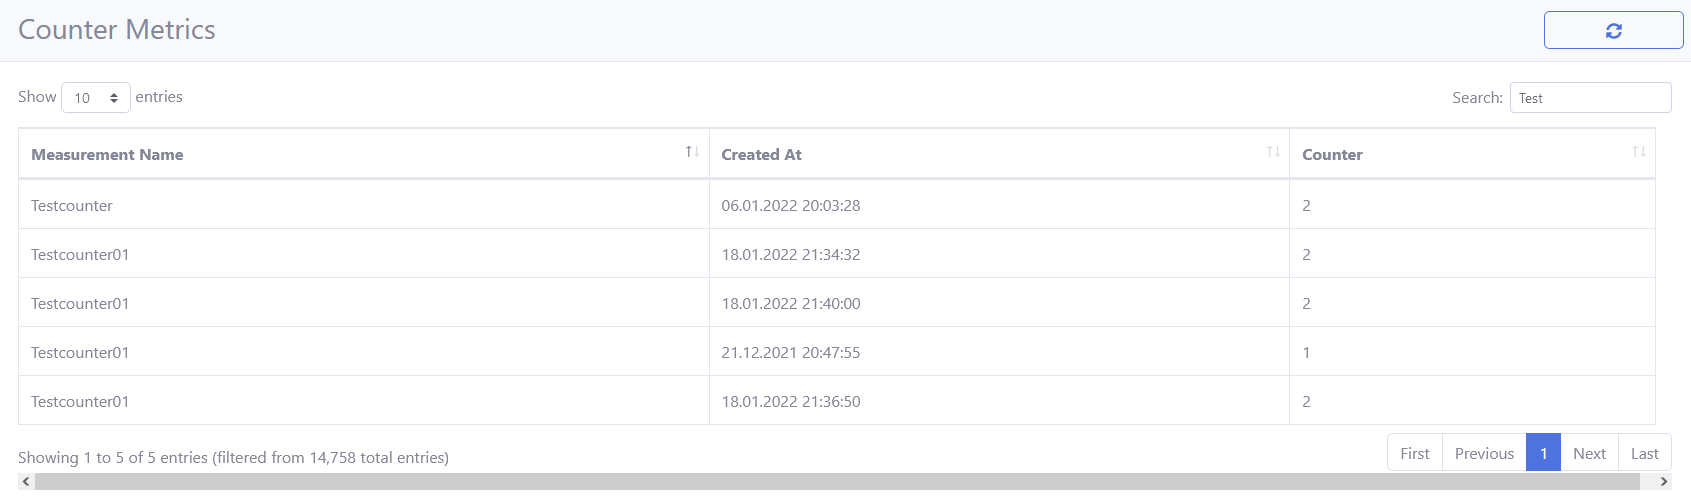 Counter Metrics
Show 10 entries Search: Test
Measurement Name Created At Counter
Testcounter 06.01.2022 20:03:28 2
Testcounter01 18.01.2022 21:34:32 2
Testcounter01 18.01.2022 21:40:00 2
Testcounter01 21.12.2021 20:47:55 1
Testcounter01 18.01.2022 21:36:50 2
Showing 1 to 5 of 5 entries (filtered from 14,758 total entries) First Previous 1 Next Last